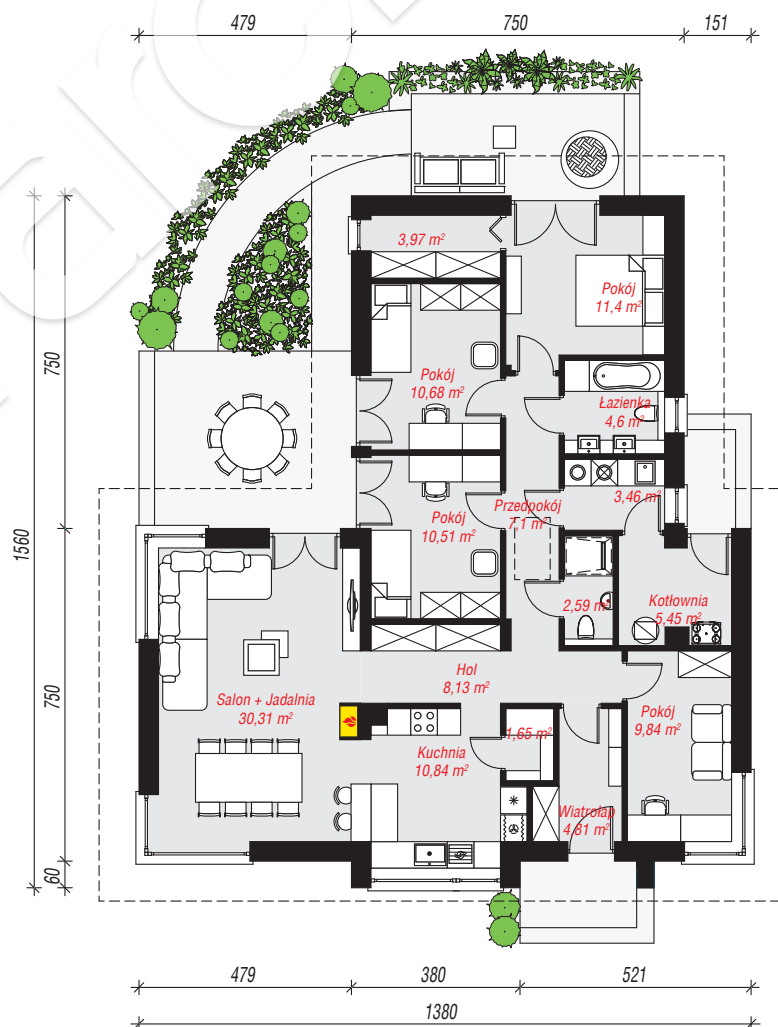 479
750
151
3,97 m²
Pokój
11,4 m²
Pokój
10,68 m²
Łazienka
4,6 m²
750
1560
3,46 m²
Przedpokój
7,1 m²
Pokój
10,51 m²
2,59 m²
Kotłownia
5,45 m²
Hol
8,13 m²
Salon + Jadalnia
30,31 m²
750
Pokój
9,84 m²
1,65 m²
Kuchnia
10,84 m²
Wiatrołap
4,81 m²
60
479
380
521
1380